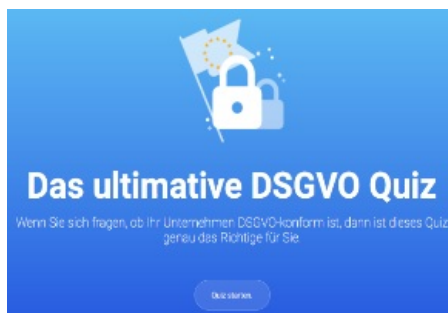 Das ultimative DSGVO Quiz
Wenn Sie sich fragen, ob Ihr Unternehmen DSGVO-konform ist, dann ist dieses Quiz
genau das Richtige für Sie.
Quiz starten